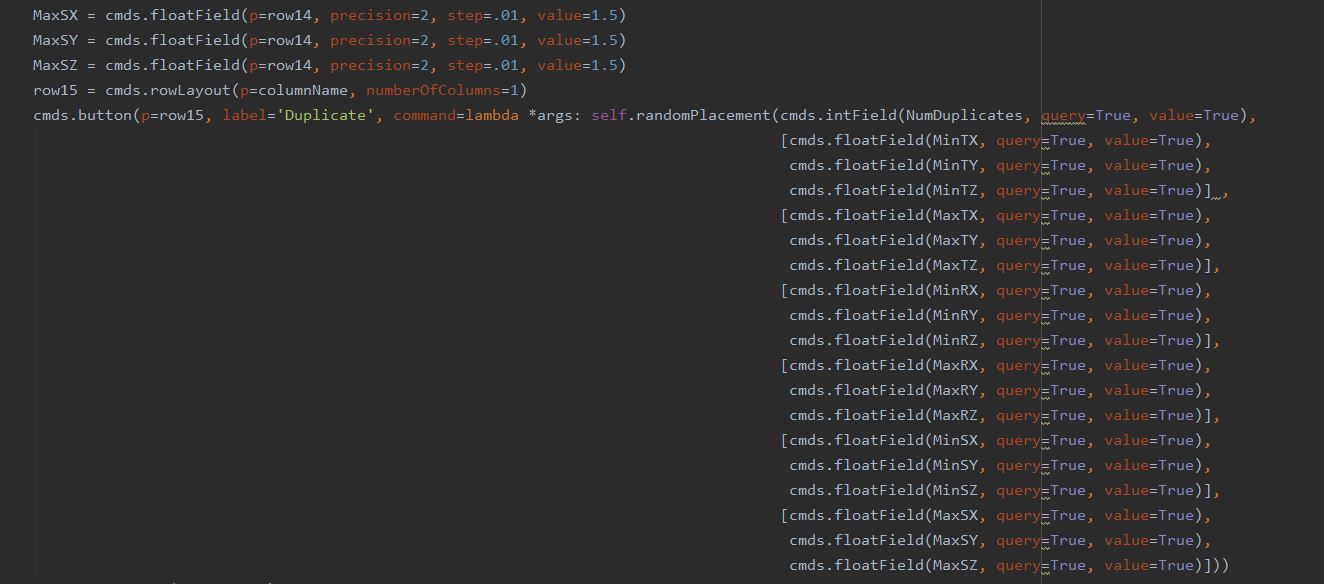 MaxSX = cmds.floatField(p=row14, precision=2, step=.01, value=1.5)
MaxSY = cmds.floatField(p=row14, precision=2, step=.01, value=1.5)
MaxSZ = cmds.floatField(p=row14, precision=2, step=.01, value=1.5)
row15 = cmds.rowLayout(p=columnName, numberOfColumns=1)
cmds.button(p=row15, label='Duplicate', command=lambda *args: self.randomPlacement(cmds.intField(NumDuplicates, query=True, value=True),
[cmds.floatField(MinTX, query=True, value=True),
cmds.floatField(MinTY, query=True, value=True),
cmds.floatField(MinTZ, query=True, value=True)] ,
[cmds.floatField(MaxTX, query=True, value=True),
cmds.floatField(MaxTY, query=True, value=True),
cmds.floatField(MaxTZ, query=True, value=True)],
[cmds.floatField(MinRX, query=True, value=True),
cmds.floatField(MinRY, query=True, value=True),
cmds.floatField(MinRZ, query=True, value=True)],
[cmds.floatField(MaxRX, query=True, value=True),
cmds.floatField(MaxRY, query=True, value=True),
cmds.floatField(MaxRZ, query=True, value=True)],
[cmds.floatField(MinSX, query=True, value=True),
cmds.floatField(MinSY, query=True, value=True),
cmds.floatField(MinSZ, query=True, value=True)],
[cmds.floatField(MaxSX, query=True, value=True),
cmds.floatField(MaxSY, query=True, value=True),
cmds.floatField(MaxSZ, query=True, value=True)]))